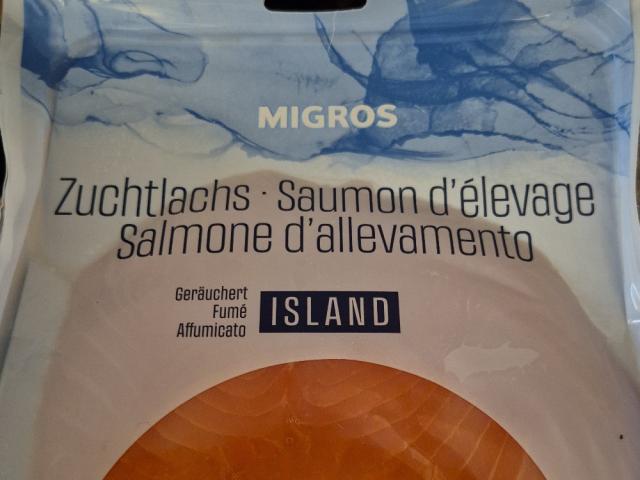 MIGROS
Zuchtlachs · Saumon d'élevage
Salmone d'allevamento
Geräuchert
Fumé
Affumicato
ISLAND